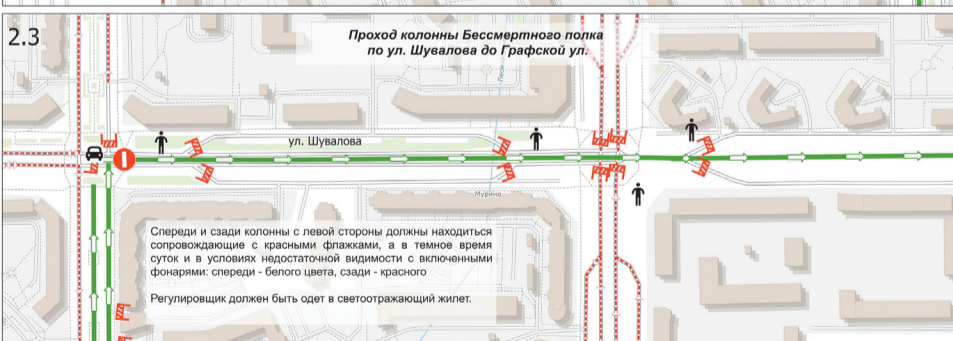 2.3
Проход колонны Бессмертного полка
по ул. Шувалова до Графской ул.
ул. Шувалова
Мурино
Спереди и сзади колонны с левой стороны должны находиться
сопровождающие с красными флажками, а в темное время
суток и в условиях недостаточной видимости с включенными
фонарями: спереди - белого цвета, сзади - красного
Регулировщик должен быть одет в светоотражающий жилет.